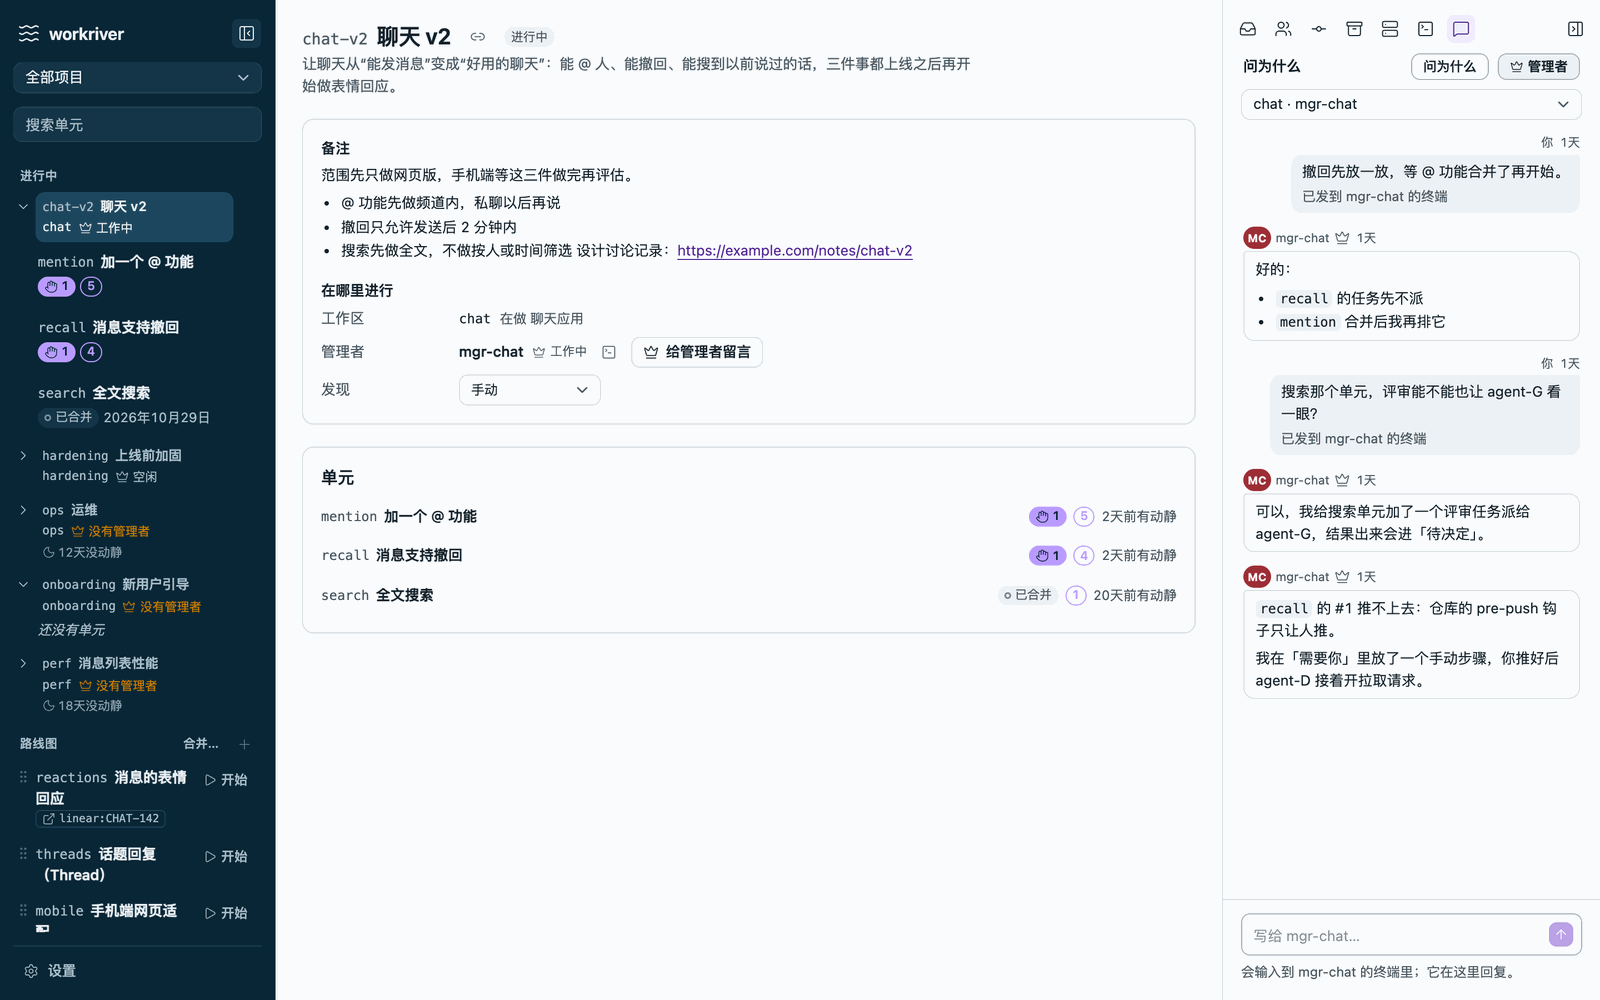 workriver
全部项目
搜索单元
进行中
chat-v2 聊天 v2
chat 工作中
mention 加一个 @ 功能
1 5
recall 消息支持撤回
1 4
search 全文搜索
已合并 2026年10月29日
hardening 上线前加固
hardening 空闲
ops 运维
ops 没有管理者
12天没动静
onboarding 新用户引导
onboarding 没有管理者
还没有单元
perf 消息列表性能
perf 没有管理者
18天没动静
路线图 合并...
reactions 消息的表情
回应
开始
linear:CHAT-142
threads 话题回复
（Thread）
开始
mobile 手机端网页适
开始
设置
chat-v2 聊天 v2 进行中
让聊天从“能发消息”变成“好用的聊天”：能 @ 人、能撤回、能搜到以前说过的话，三件事都上线之后再开
始做表情回应。
备注
范围先只做网页版，手机端等这三件做完再评估。
• @ 功能先做频道内，私聊以后再说
• 撤回只允许发送后 2 分钟内
• 搜索先做全文，不做按人或时间筛选 设计讨论记录：https://example.com/notes/chat-v2
在哪里进行
工作区 chat 在做 聊天应用
管理者 mgr-chat 工作中 给管理者留言
发现 手动
单元
mention 加一个 @ 功能 1 5 2天前有动静
recall 消息支持撤回 1 4 2天前有动静
search 全文搜索 已合并 1 20天前有动静
问为什么 问为什么 管理者
chat · mgr-chat
你 1天
撤回先放一放，等 @ 功能合并了再开始。
已发到 mgr-chat 的终端
MC mgr-chat 1天
好的：
• recall 的任务先不派
• mention 合并后我再排它
你 1天
搜索那个单元，评审能不能也让 agent-G 看
一眼？
已发到 mgr-chat 的终端
MC mgr-chat 1天
可以，我给搜索单元加了一个评审任务派给
agent-G，结果出来会进「待决定」。
MC mgr-chat 1天
recall 的 #1 推不上去：仓库的 pre-push 钩
子只让人推。
我在「需要你」里放了一个手动步骤，你推好后
agent-D 接着开拉取请求。
写给 mgr-chat...
会输入到 mgr-chat 的终端里；它在这里回复。